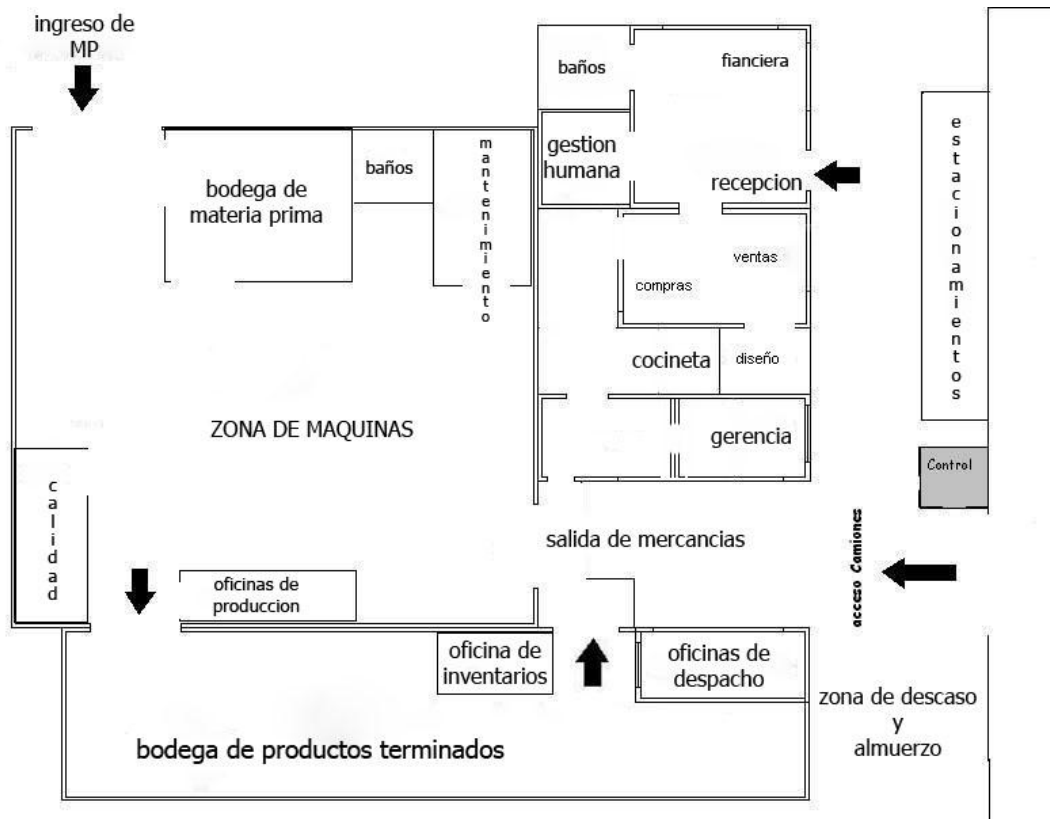 ingreso de
MP
baños
fianciera
gestion
humana
recepcion
estacionamientos
bodega de
materia prima
baños
mantenimiento
ventas
compras
cocineta
diseño
ZONA DE MAQUINAS
gerencia
Control
calidad
salida de mercancias
acceso Camiones
oficinas de
produccion
oficina de
inventarios
oficinas de
despacho
zona de descaso
y
almuerzo
bodega de productos terminados